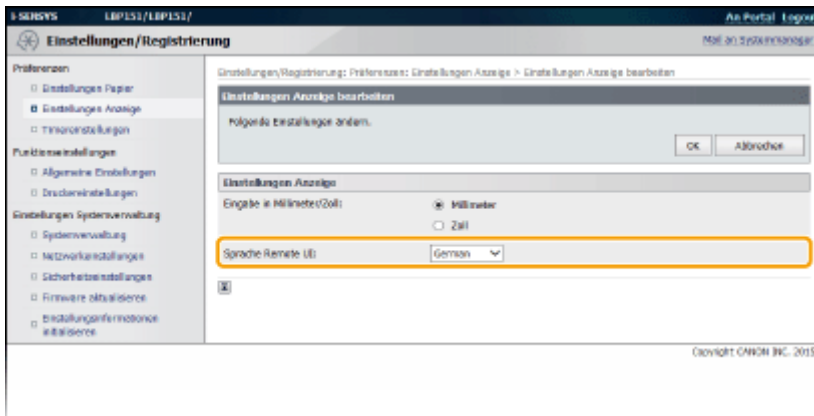 i-SENSYS LBP151/LBP151/
An Portal Logou
Einstellungen/Registrierung
Mail an Systemmanager
Präferenzen
Einstellungen Papier
Einstellungen Anzeige
Timereinstellungen
Funktionseinstellungen
Allgemeine Einstellungen
Druckereinstellungen
Einstellungen Systemverwaltung
Systemverwaltung
Netzwerkeinstellungen
Sicherheitseinstellungen
Firmware aktualisieren
Einstellungsinformationen
initialisieren
Einstellungen/Registrierung: Präferenzen: Einstellungen Anzeige > Einstellungen Anzeige bearbeiten
Einstellungen Anzeige bearbeiten
Folgende Einstellungen ändern.
OK Abbrechen
Einstellungen Anzeige
Eingabe in Millimeter/Zoll: Millimeter
Zoll
Sprache Remote UI: German
Copyright CANON INC. 2015